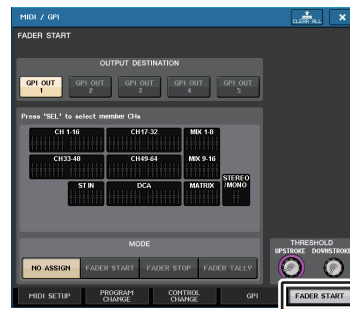 MIDI / GPI
CLEAR ALL
FADER START
OUTPUT DESTINATION
GPI OUT 1
GPI OUT 2
GPI OUT 3
GPI OUT 4
GPI OUT 5
Press 'SEL' to select member CHs
CH 1-16
CH17-32
MIX 1-8
CH33-48
CH49-64
MIX 9-16
ST IN
DCA
MATRIX
STEREO /MONO
MODE
NO ASSIGN
FADER START
FADER STOP
FADER TALLY
THRESHOLD
UPSTROKE
DOWNSTROKE
MIDI SETUP
PROGRAM CHANGE
CONTROL CHANGE
GPI
FADER START